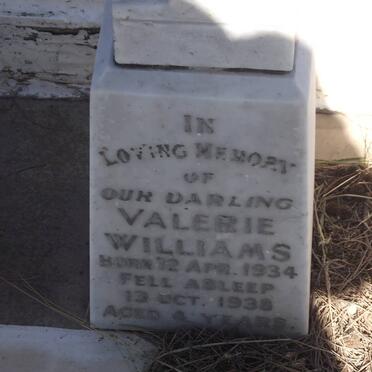 IN
LOVING MEMORY
OF
OUR DARLING
VALERIE
WILLIAMS
BORN 12 APR. 1934
FELL ASLEEP
13 OCT. 1938
AGED 4 YEARS.